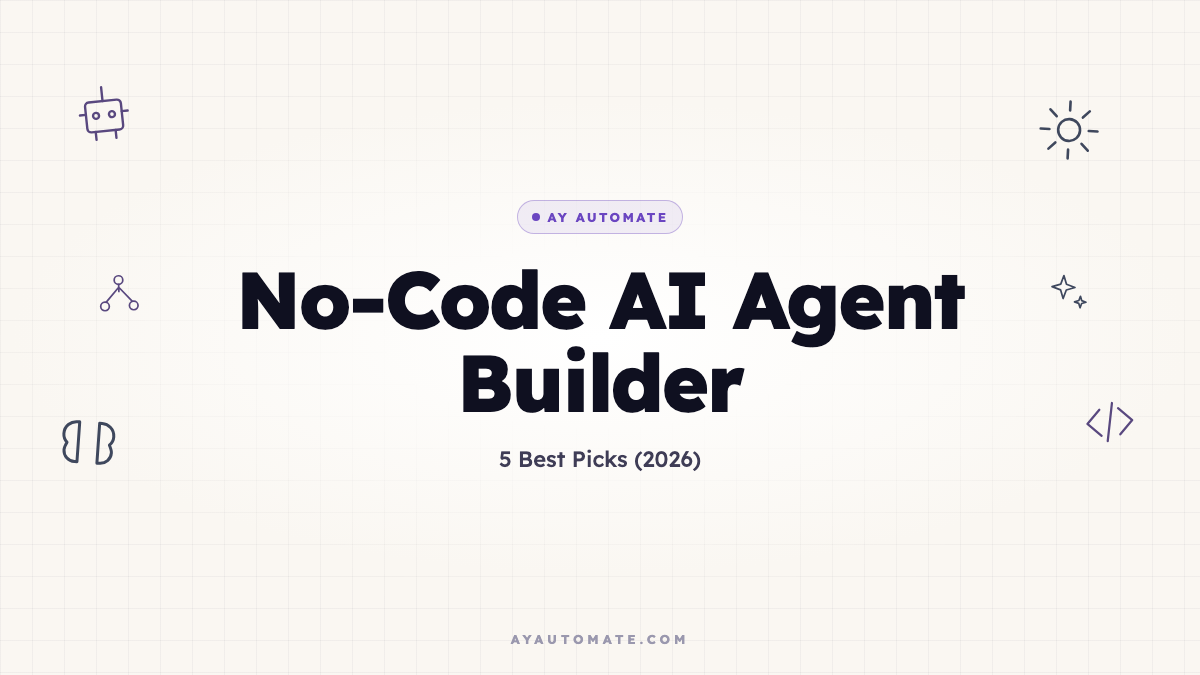 AY AUTOMATE
No-Code AI Agent
Builder
5 Best Picks (2026)
AYAUTOMATE.COM